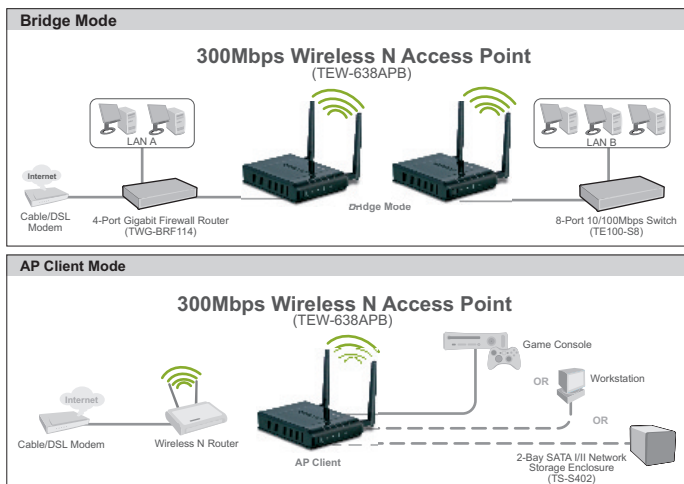 Bridge Mode
300Mbps Wireless N Access Point
(TEW-638APB)
LAN A
LAN B
Internet
Cable/DSL
Modem
4-Port Gigabit Firewall Router
(TWG-BRF114)
Bridge Mode
8-Port 10/100Mbps Switch
(TE100-S8)
AP Client Mode
300Mbps Wireless N Access Point
(TEW-638APB)
Game Console
Internet
OR
Workstation
OR
Cable/DSL Modem
Wireless N Router
AP Client
2-Bay SATA I/II Network
Storage Enclosure
(TS-S402)